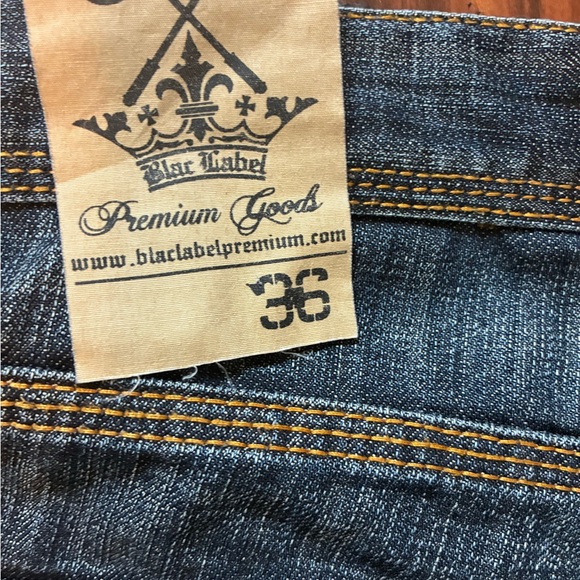 Blac Label
Premium Goods
www.blaclabelpremium.com
36